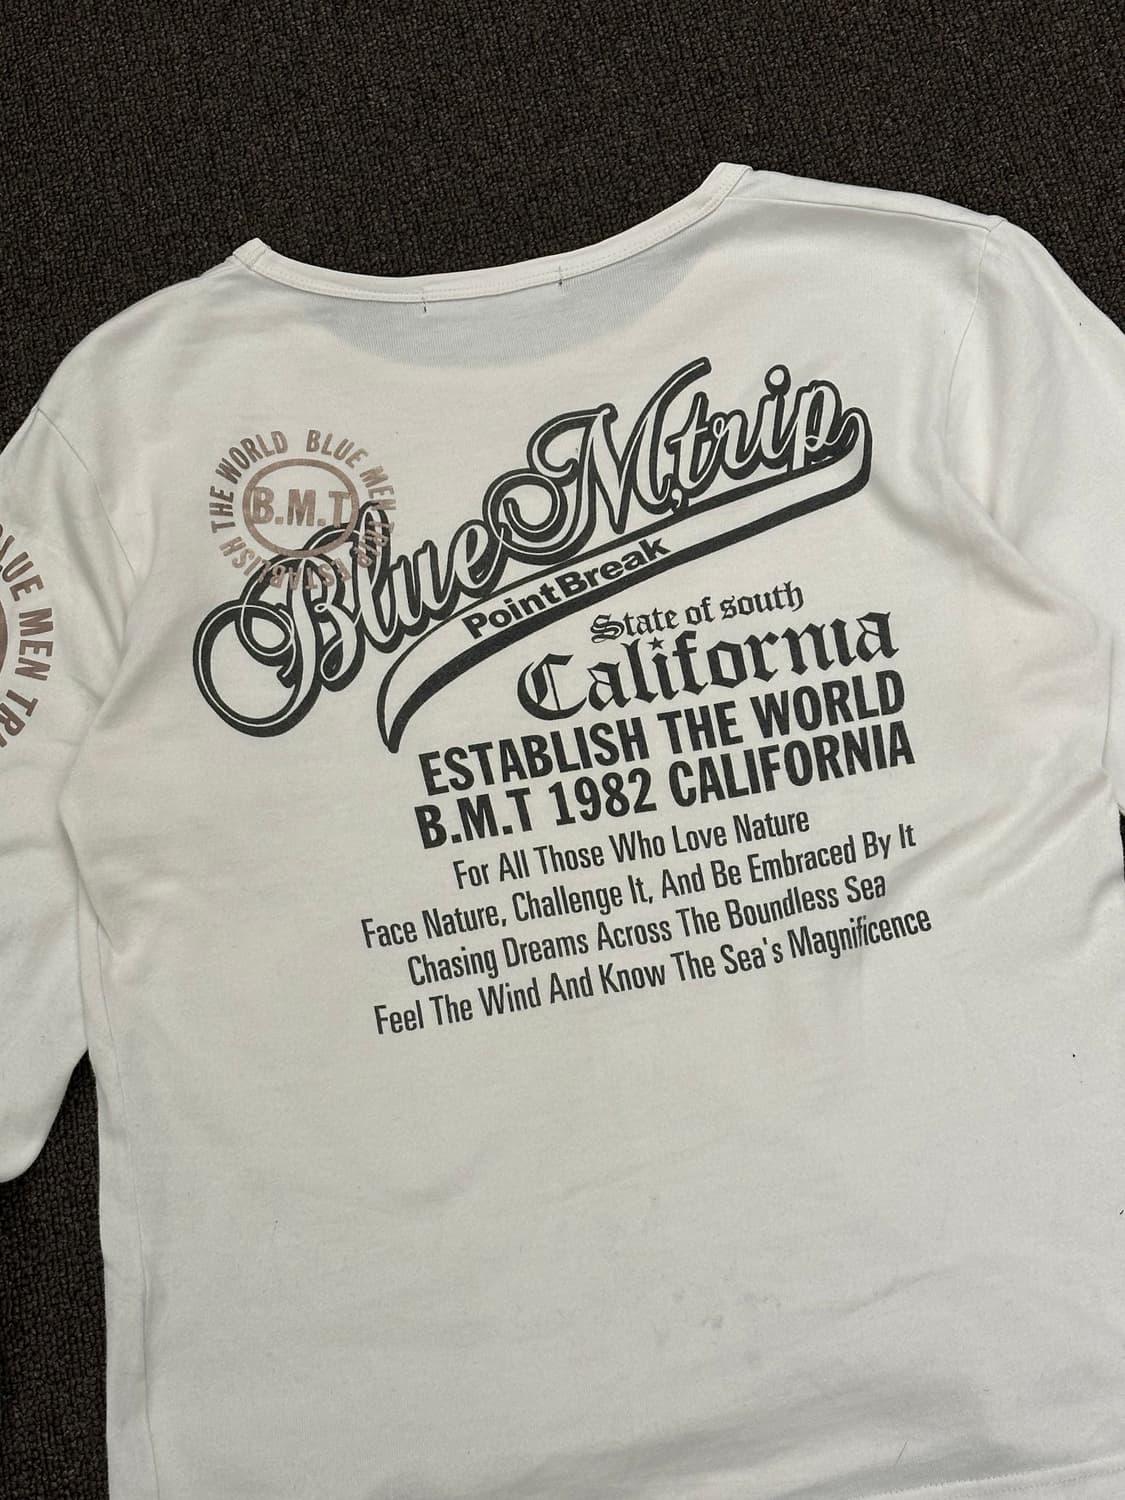 THE WORLD BLUE MEN TRIP ESTABLISH
B.M.T
Blue M,trip
PointBreak
State of south
California
ESTABLISH THE WORLD
B.M.T 1982 CALIFORNIA
For All Those Who Love Nature
Face Nature, Challenge It, And Be Embraced By It
Chasing Dreams Across The Boundless Sea
Feel The Wind And Know The Sea's Magnificence
BLUE MEN